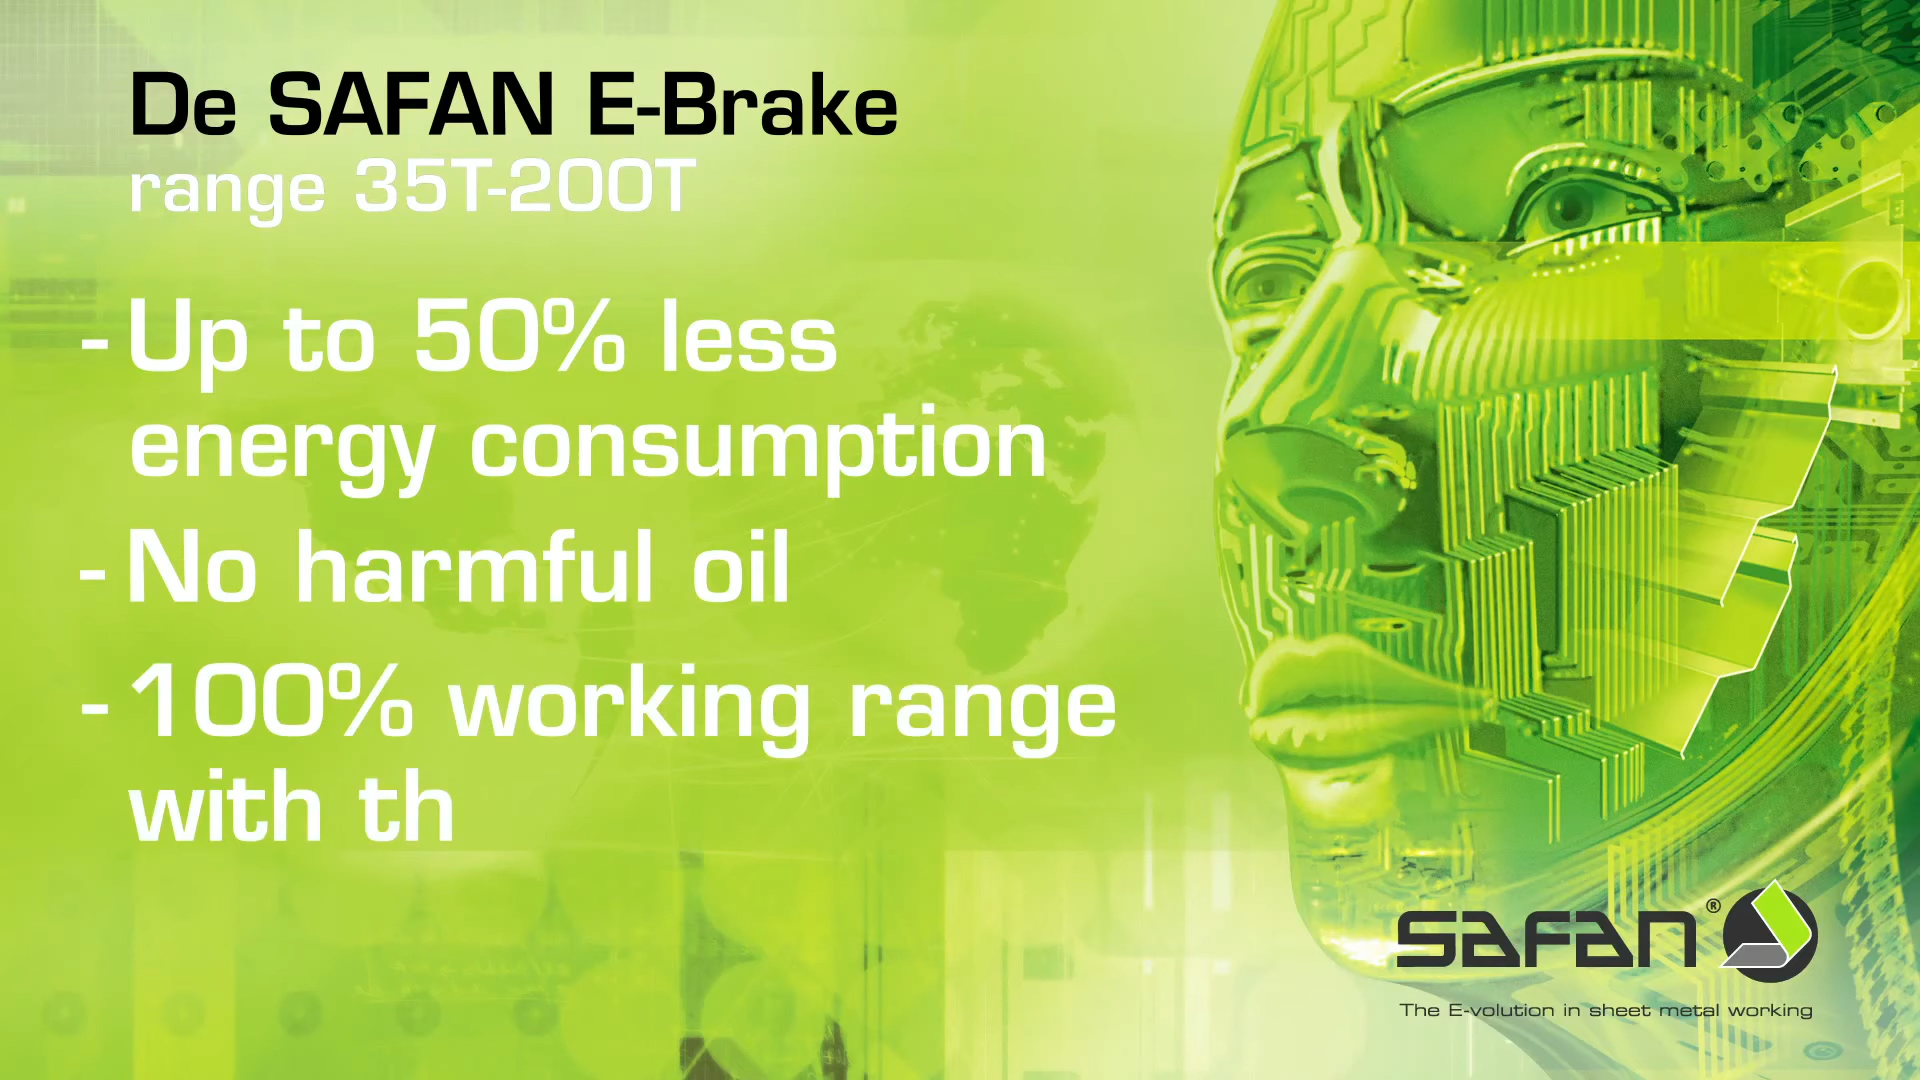 De SAFAN E-Brake
range 35T-200T
- Up to 50% less
energy consumption
- No harmful oil
- 100% working range
with th
SAFAN®
The E-volution in sheet metal working